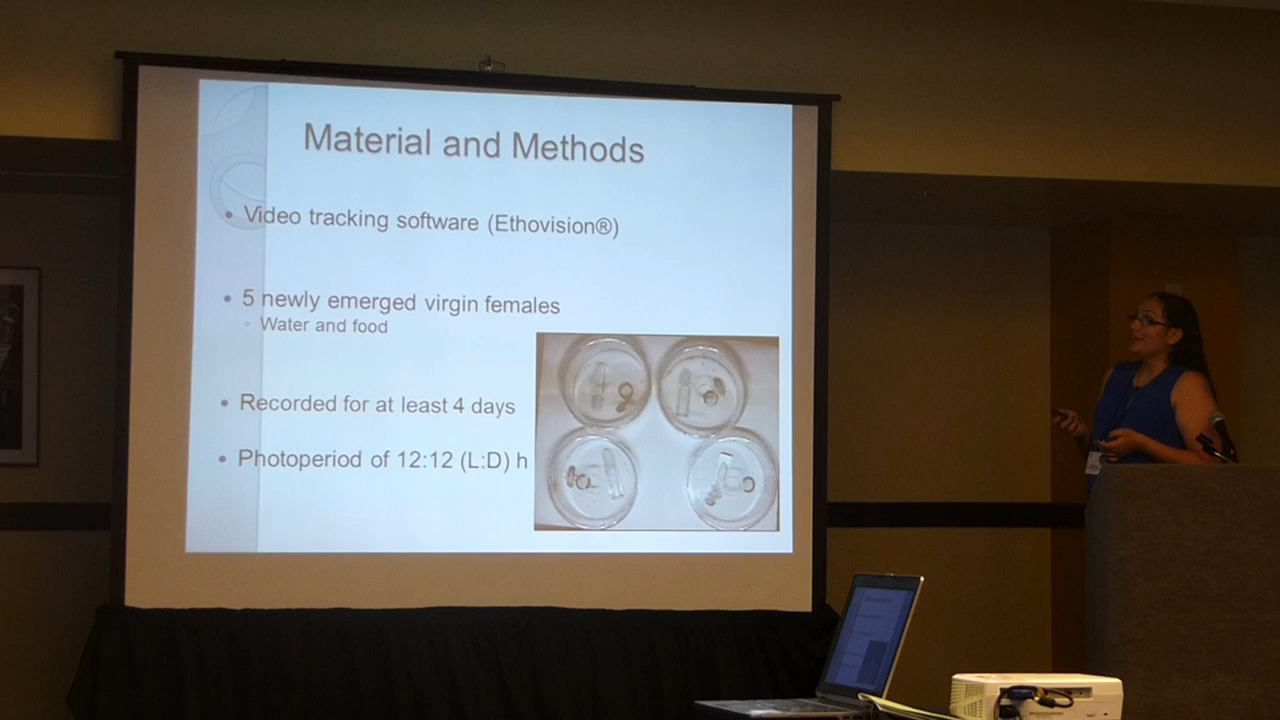 Material and Methods
• Video tracking software (Ethovision®)
• 5 newly emerged virgin females
◦ Water and food
• Recorded for at least 4 days
• Photoperiod of 12:12 (L:D) h